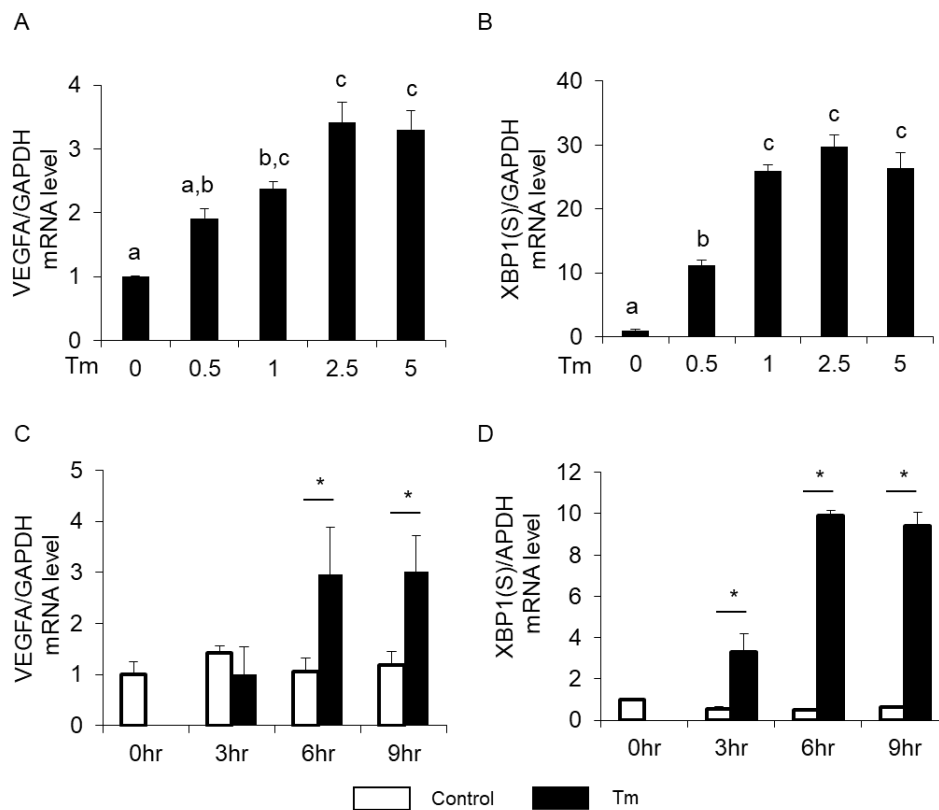 A
VEGFA/GAPDH
mRNA level
4
3
2
1
0
a
a,b
b,c
c
c
Tm 0 0.5 1 2.5 5
B
XBP1(S)/GAPDH
mRNA level
40
30
20
10
0
a
b
c
c
c
Tm 0 0.5 1 2.5 5
C
VEGFA/GAPDH
mRNA level
5
4
3
2
1
0
* *
0hr 3hr 6hr 9hr
D
XBP1(S)/APDH
mRNA level
12
10
8
6
4
2
0
* * *
0hr 3hr 6hr 9hr
Control Tm